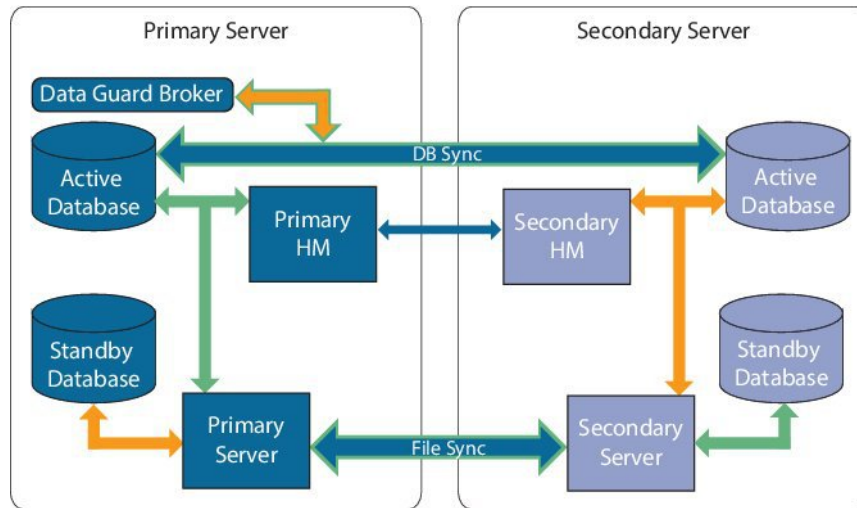 Primary Server
Secondary Server
Data Guard Broker
DB Sync
Active
Database
Active
Database
Primary
HM
Secondary
HM
Standby
Database
Standby
Database
Primary
Server
File Sync
Secondary
Server